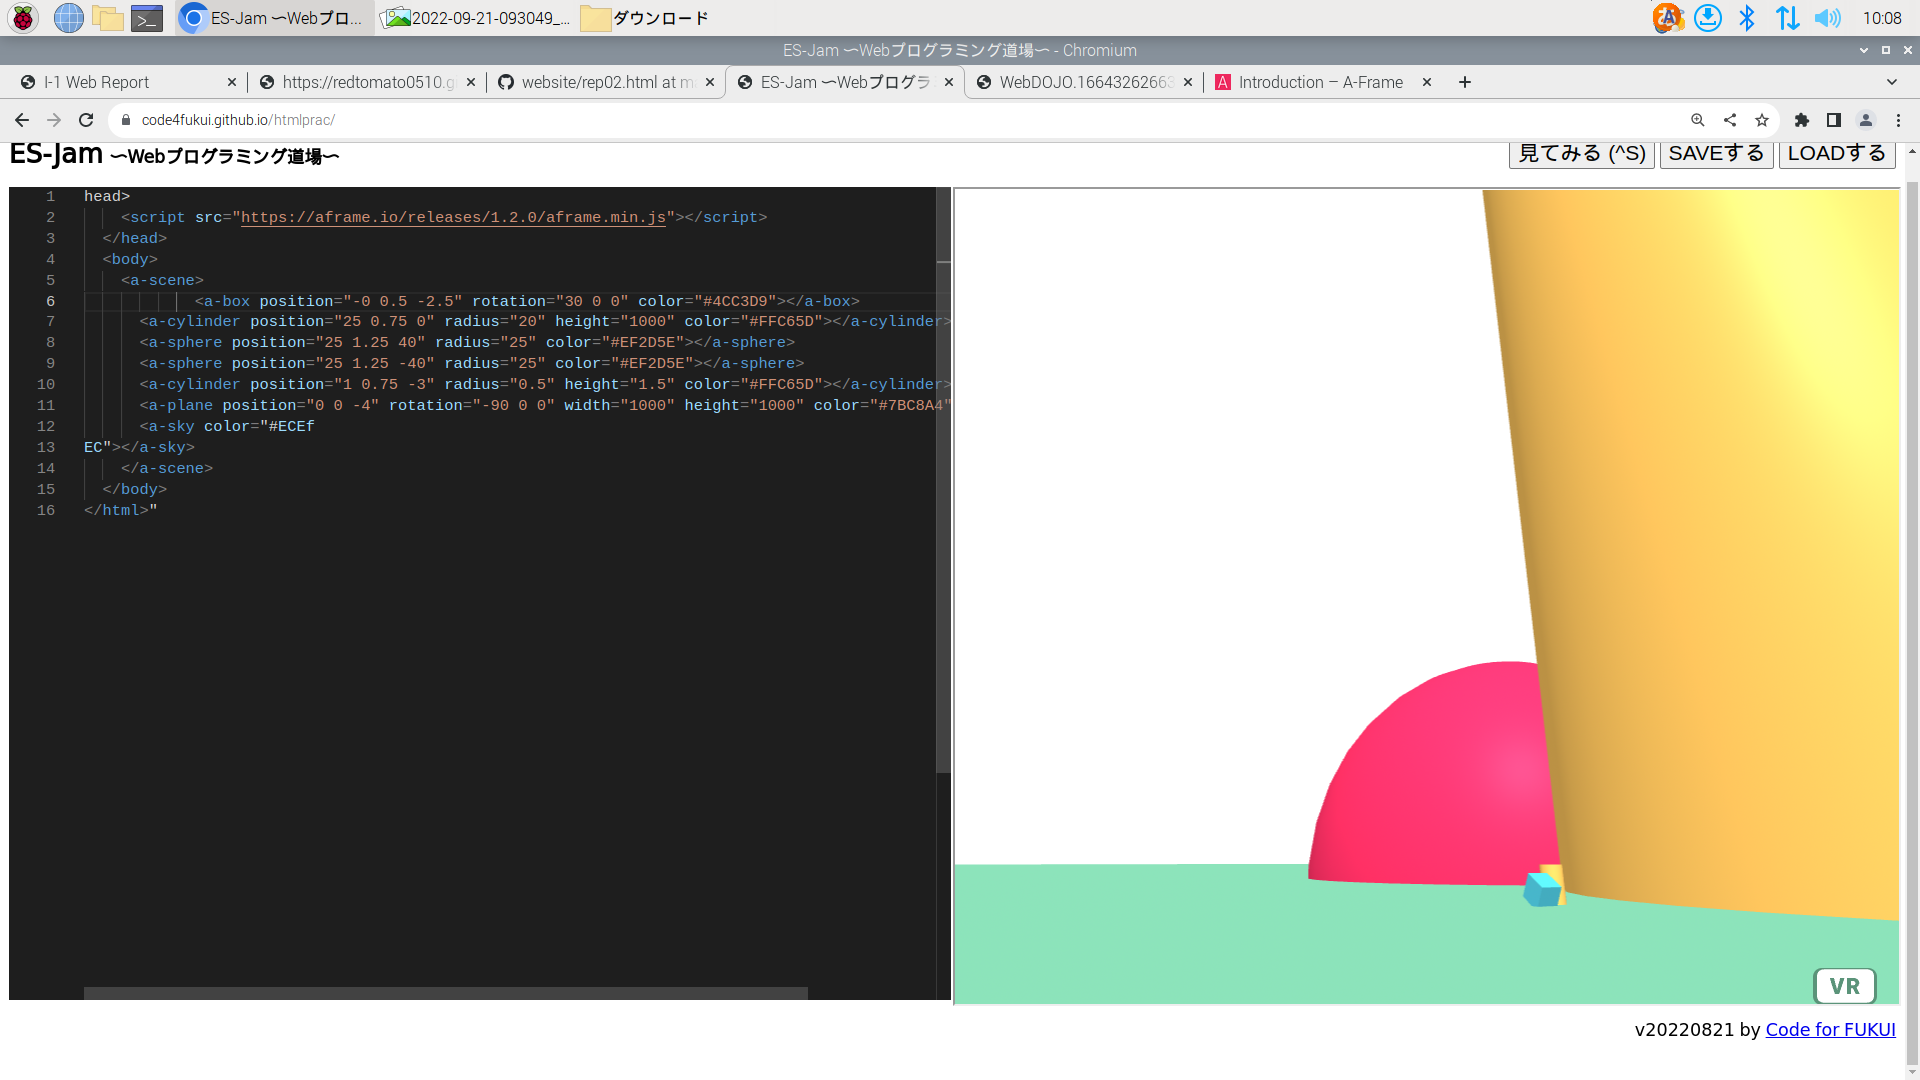 ES-Jam ～Webプロ...
2022-09-21-093049_...
ダウンロード
10:08
ES-Jam ～Webプログラミング道場～ - Chromium
I-1 Web Report
https://redtomato0510.g
website/rep02.html at m
ES-Jam ～Webプログラ
WebDOJO.16643262663
Introduction – A-Frame
code4fukui.github.io/htmlprac/
ES-Jam ～Webプログラミング道場～
見てみる (^S)
SAVEする
LOADする
1 head>
2 <script src="https://aframe.io/releases/1.2.0/aframe.min.js"></script>
3 </head>
4 <body>
5 <a-scene>
6 <a-box position="-0 0.5 -2.5" rotation="30 0 0" color="#4CC3D9"></a-box>
7 <a-cylinder position="25 0.75 0" radius="20" height="1000" color="#FFC65D"></a-cylinder>
8 <a-sphere position="25 1.25 40" radius="25" color="#EF2D5E"></a-sphere>
9 <a-sphere position="25 1.25 -40" radius="25" color="#EF2D5E"></a-sphere>
10 <a-cylinder position="1 0.75 -3" radius="0.5" height="1.5" color="#FFC65D"></a-cylinder>
11 <a-plane position="0 0 -4" rotation="-90 0 0" width="1000" height="1000" color="#7BC8A4"
12 <a-sky color="#ECEf
13 EC"></a-sky>
14 </a-scene>
15 </body>
16 </html>"
VR
v20220821 by Code for FUKUI